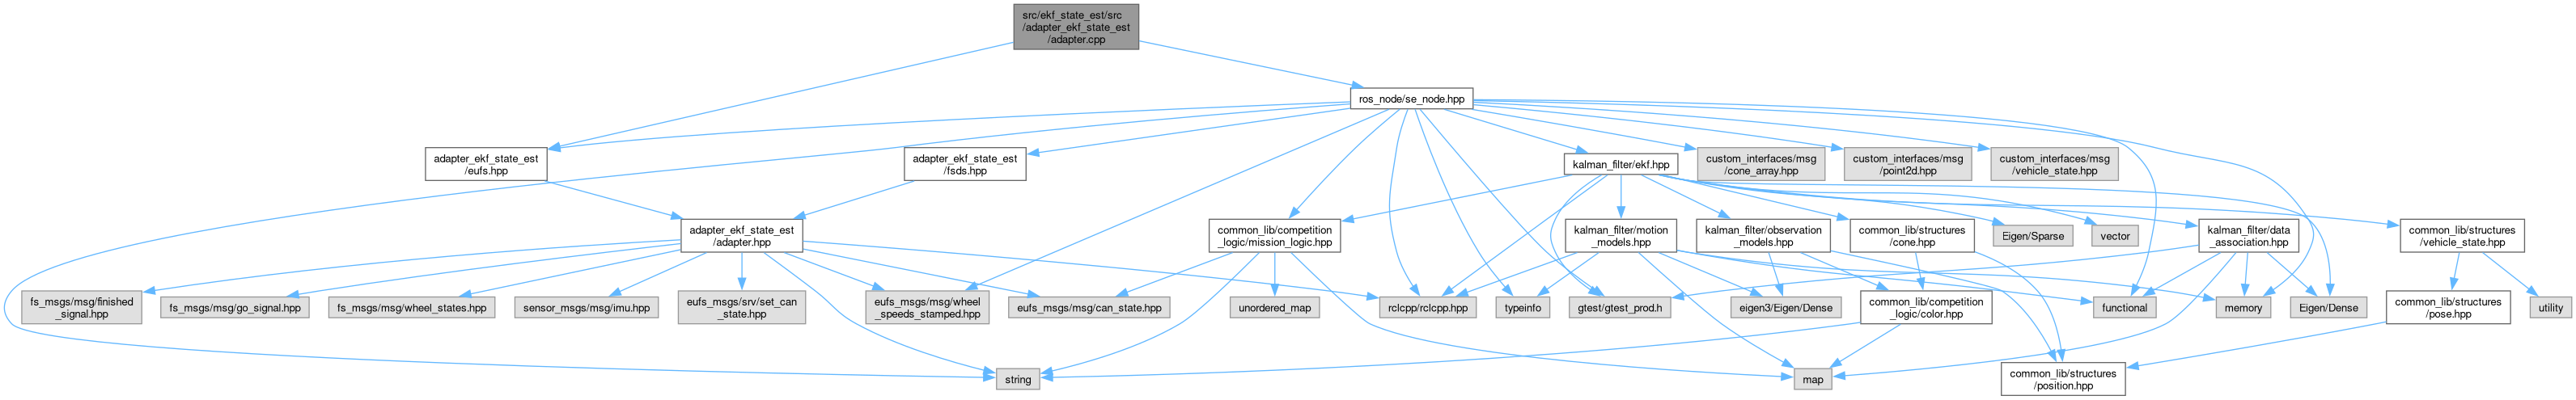 src/ekf_state_est/src
/adapter_ekf_state_est
/adapter.cpp
ros_node/se_node.hpp
adapter_ekf_state_est
/eufs.hpp
adapter_ekf_state_est
/fsds.hpp
kalman_filter/ekf.hpp
custom_interfaces/msg
/cone_array.hpp
custom_interfaces/msg
/point2d.hpp
custom_interfaces/msg
/vehicle_state.hpp
adapter_ekf_state_est
/adapter.hpp
common_lib/competition
_logic/mission_logic.hpp
kalman_filter/motion
_models.hpp
kalman_filter/observation
_models.hpp
common_lib/structures
/cone.hpp
Eigen/Sparse
vector
kalman_filter/data
_association.hpp
common_lib/structures
/vehicle_state.hpp
fs_msgs/msg/finished
_signal.hpp
fs_msgs/msg/go_signal.hpp
fs_msgs/msg/wheel_states.hpp
sensor_msgs/msg/imu.hpp
eufs_msgs/srv/set_can
_state.hpp
eufs_msgs/msg/wheel
_speeds_stamped.hpp
eufs_msgs/msg/can_state.hpp
unordered_map
rclcpp/rclcpp.hpp
typeinfo
gtest/gtest_prod.h
eigen3/Eigen/Dense
common_lib/competition
_logic/color.hpp
functional
memory
Eigen/Dense
common_lib/structures
/pose.hpp
utility
string
map
common_lib/structures
/position.hpp